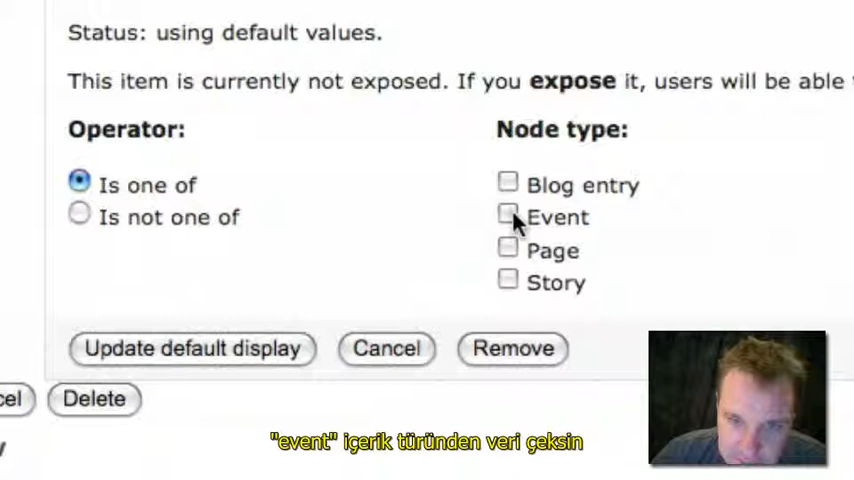 Status: using default values.
This item is currently not exposed. If you expose it, users will be able
Operator:
Node type:
Is one of
Is not one of
Blog entry
Event
Page
Story
Update default display
Cancel
Remove
Delete
"event" içerik türünden veri çeksin